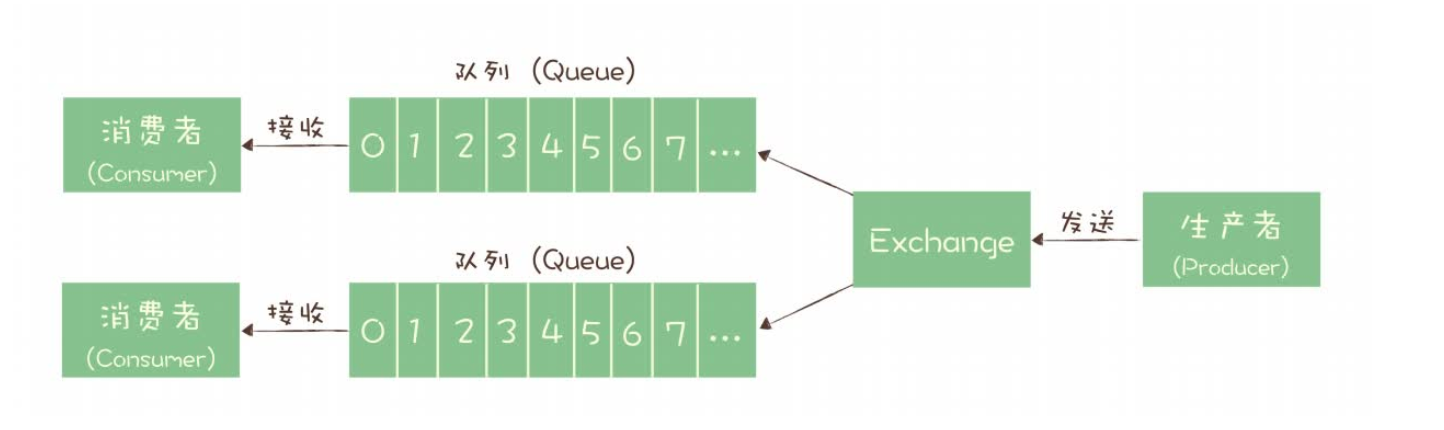 队列 (Queue)
消费者
(Consumer)
接收
0 1 2 3 4 5 6 7 ...
Exchange
发送
生产者
(Producer)
队列 (Queue)
消费者
(Consumer)
接收
0 1 2 3 4 5 6 7 ...